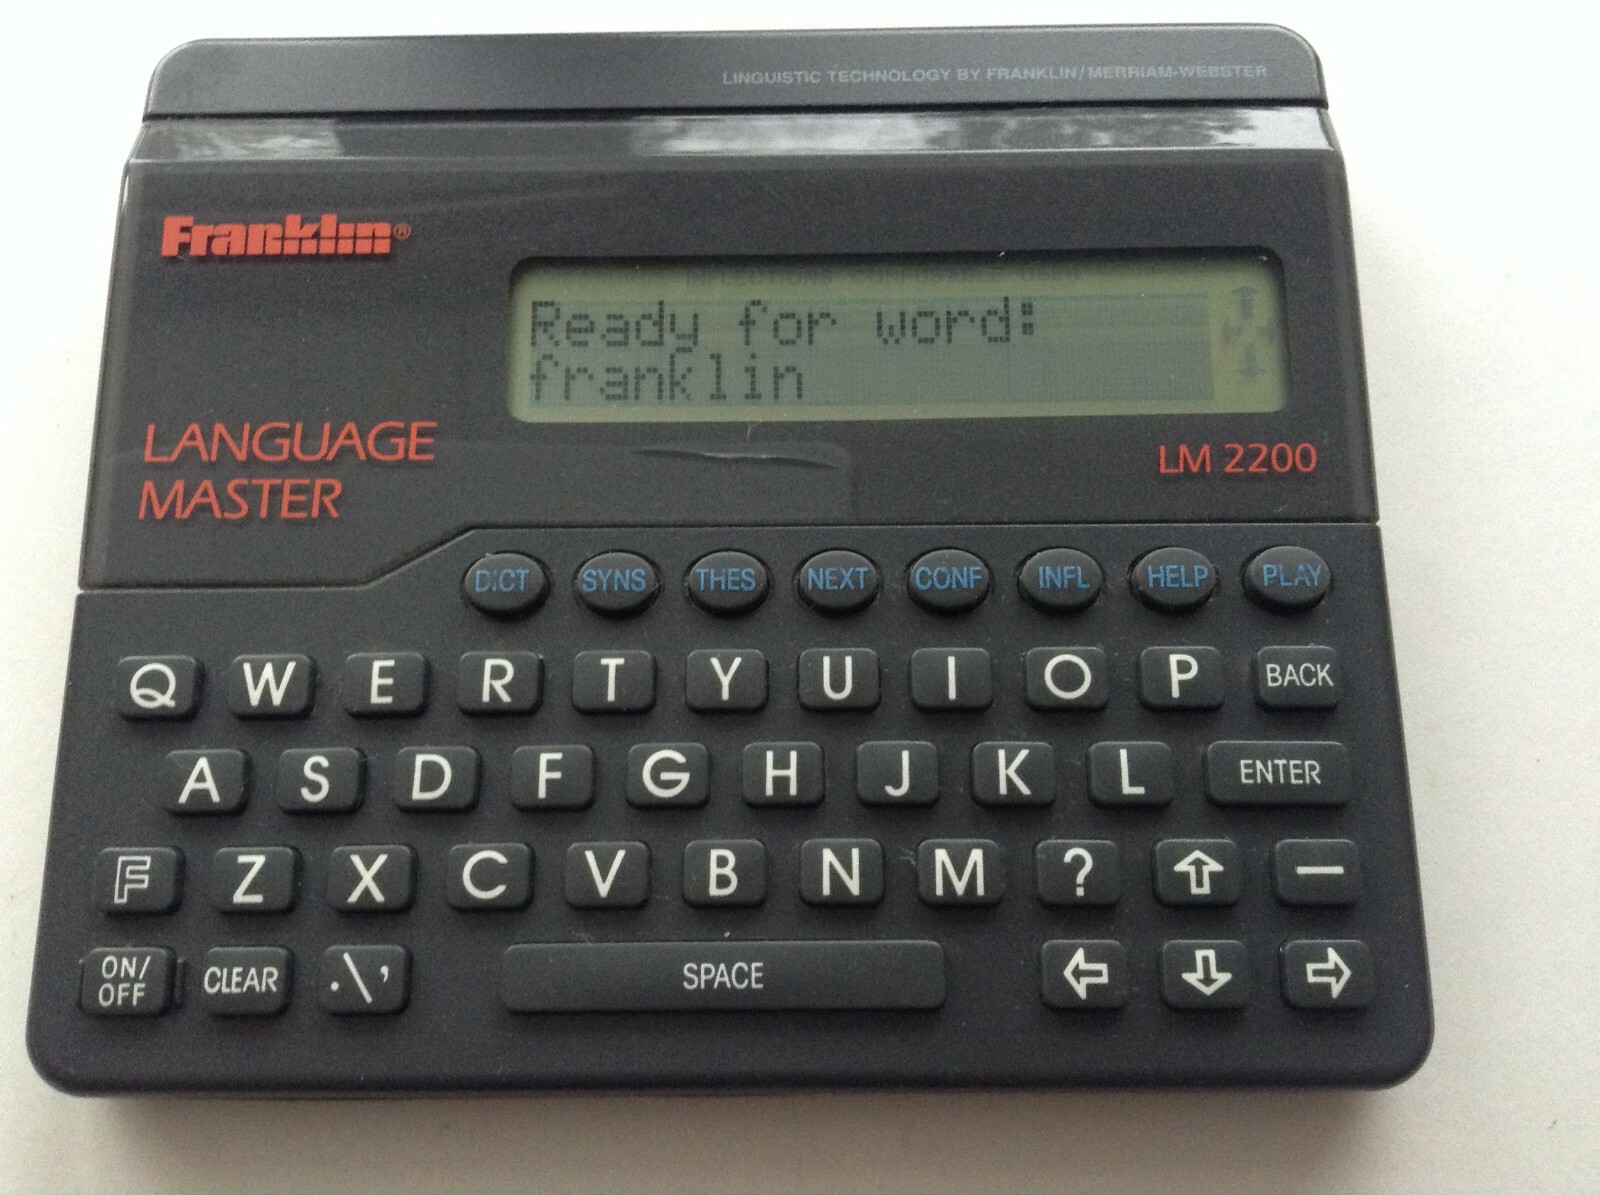 LINGUISTIC TECHNOLOGY BY FRANKLIN/MERRIAM-WEBSTER
Franklin®
Ready for word:
franklin
LANGUAGE
MASTER
LM 2200
DICT SYNS THES NEXT CONF INFL HELP PLAY
Q W E R T Y U I O P BACK
A S D F G H J K L ENTER
F Z X C V B N M ? ⇧ —
ON/
OFF CLEAR .\’ SPACE ⇦ ⇩ ⇨